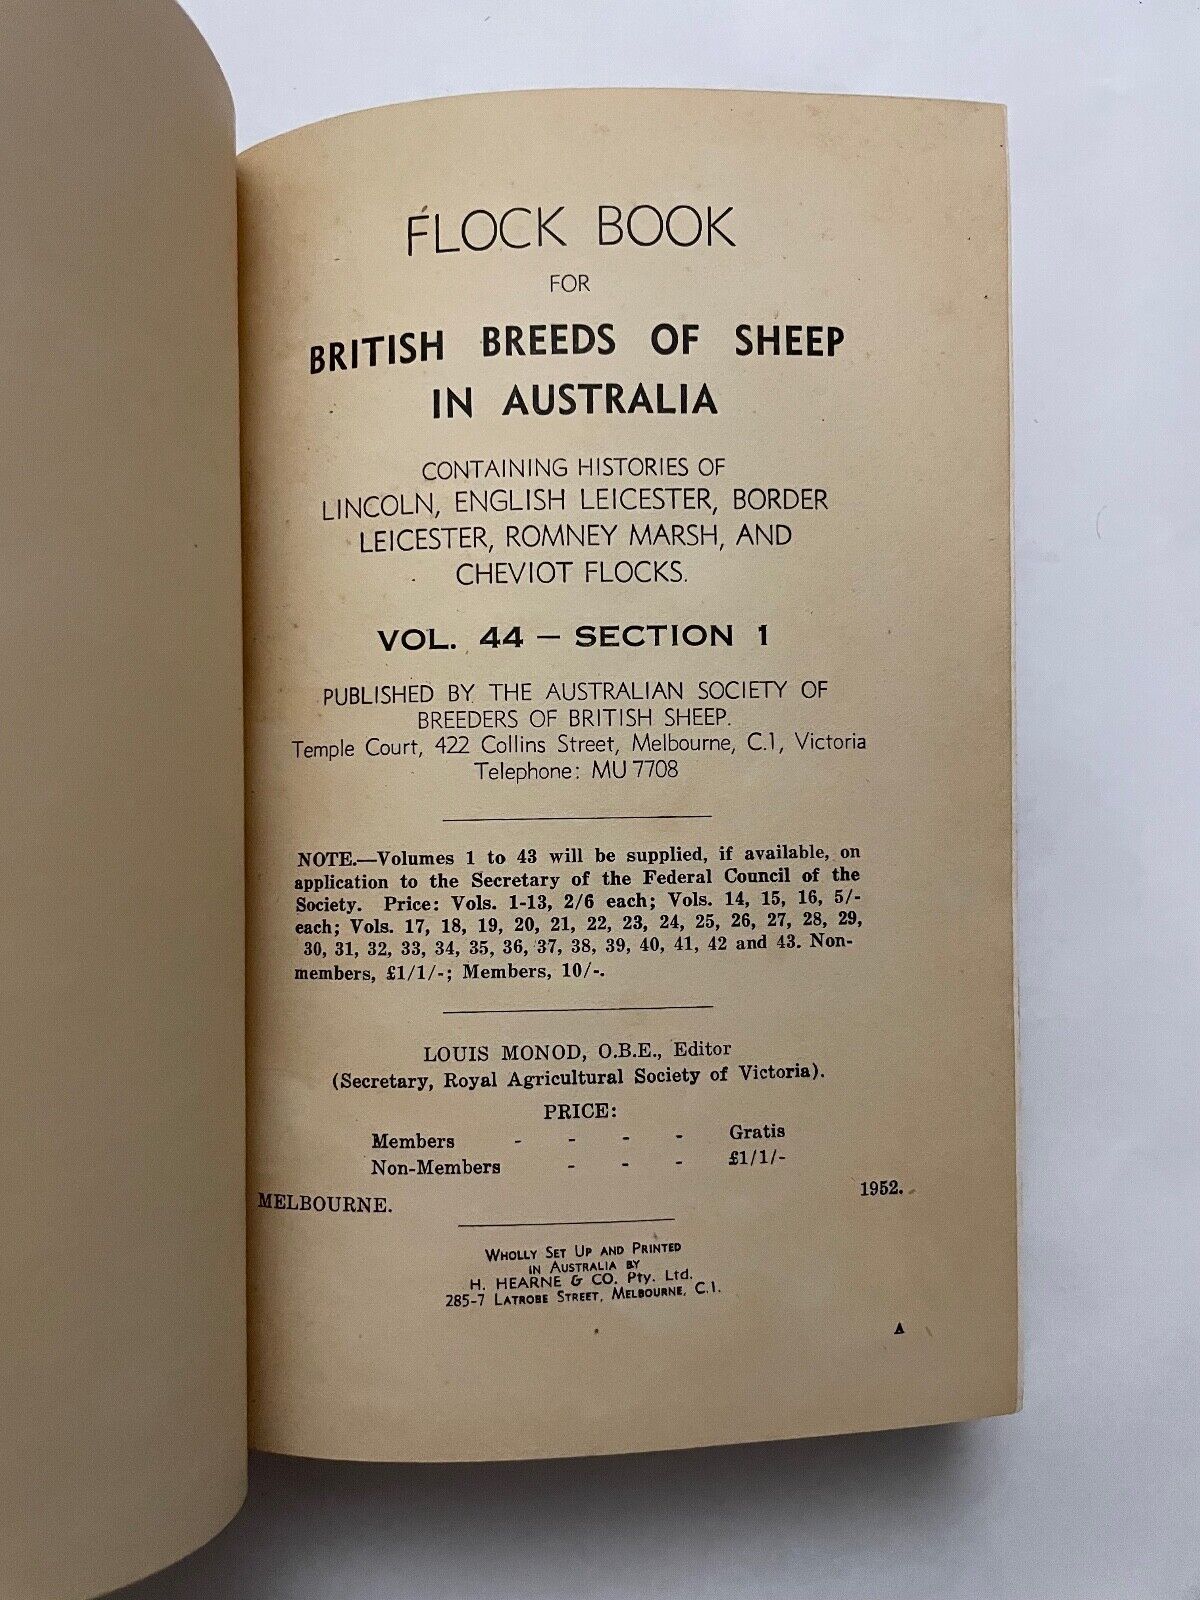 FLOCK BOOK
FOR
BRITISH BREEDS OF SHEEP
IN AUSTRALIA
CONTAINING HISTORIES OF
LINCOLN, ENGLISH LEICESTER, BORDER
LEICESTER, ROMNEY MARSH, AND
CHEVIOT FLOCKS.
VOL. 44 — SECTION 1
PUBLISHED BY THE AUSTRALIAN SOCIETY OF
BREEDERS OF BRITISH SHEEP.
Temple Court, 422 Collins Street, Melbourne, C.1, Victoria
Telephone: MU 7708
NOTE.—Volumes 1 to 43 will be supplied, if available, on
application to the Secretary of the Federal Council of the
Society. Price: Vols. 1-13, 2/6 each; Vols. 14, 15, 16, 5/-
each; Vols. 17, 18, 19, 20, 21, 22, 23, 24, 25, 26, 27, 28, 29,
30, 31, 32, 33, 34, 35, 36, 37, 38, 39, 40, 41, 42 and 43. Non-
members, £1/1/-; Members, 10/-.
LOUIS MONOD, O.B.E., Editor
(Secretary, Royal Agricultural Society of Victoria).
PRICE:
Members - - - - Gratis
Non-Members - - - £1/1/-
MELBOURNE. 1952.
WHOLLY SET UP AND PRINTED
IN AUSTRALIA BY
H. HEARNE & CO. Pty. Ltd.
285-7 LATROBE STREET, MELBOURNE, C.1.
A